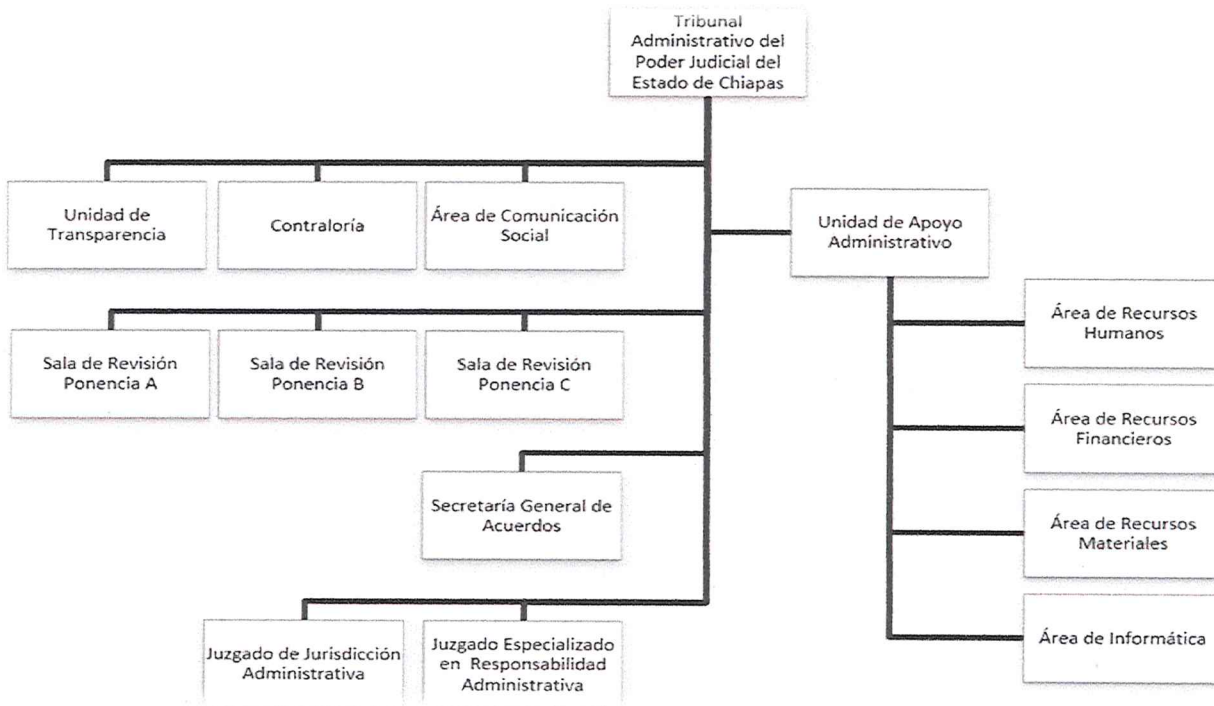 Tribunal
Administrativo del
Poder Judicial del
Estado de Chiapas
Unidad de
Transparencia
Contraloría
Área de Comunicación
Social
Unidad de Apoyo
Administrativo
Sala de Revisión
Ponencia A
Sala de Revisión
Ponencia B
Sala de Revisión
Ponencia C
Secretaría General de
Acuerdos
Juzgado de Jurisdicción
Administrativa
Juzgado Especializado
en Responsabilidad
Administrativa
Área de Recursos
Humanos
Área de Recursos
Financieros
Área de Recursos
Materiales
Área de Informática